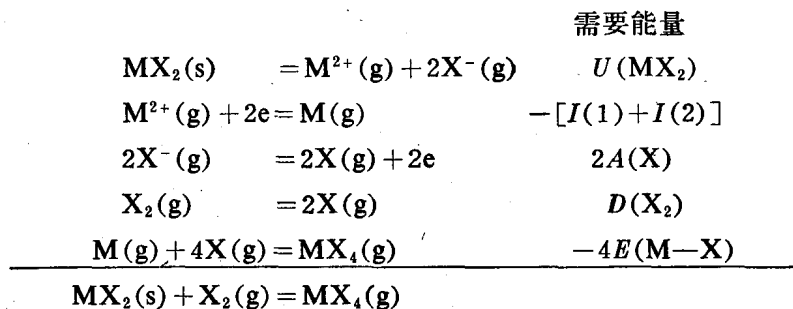 需要能量
MX₂(s) =M²⁺(g)+2X⁻(g) U(MX₂)
M²⁺(g)+2e=M(g) -[I(1)+I(2)]
2X⁻(g) =2X(g)+2e 2A(X)
X₂(g) =2X(g) D(X₂)
M(g)+4X(g)=MX₄(g) -4E(M—X)
MX₂(s)+X₂(g)=MX₄(g)